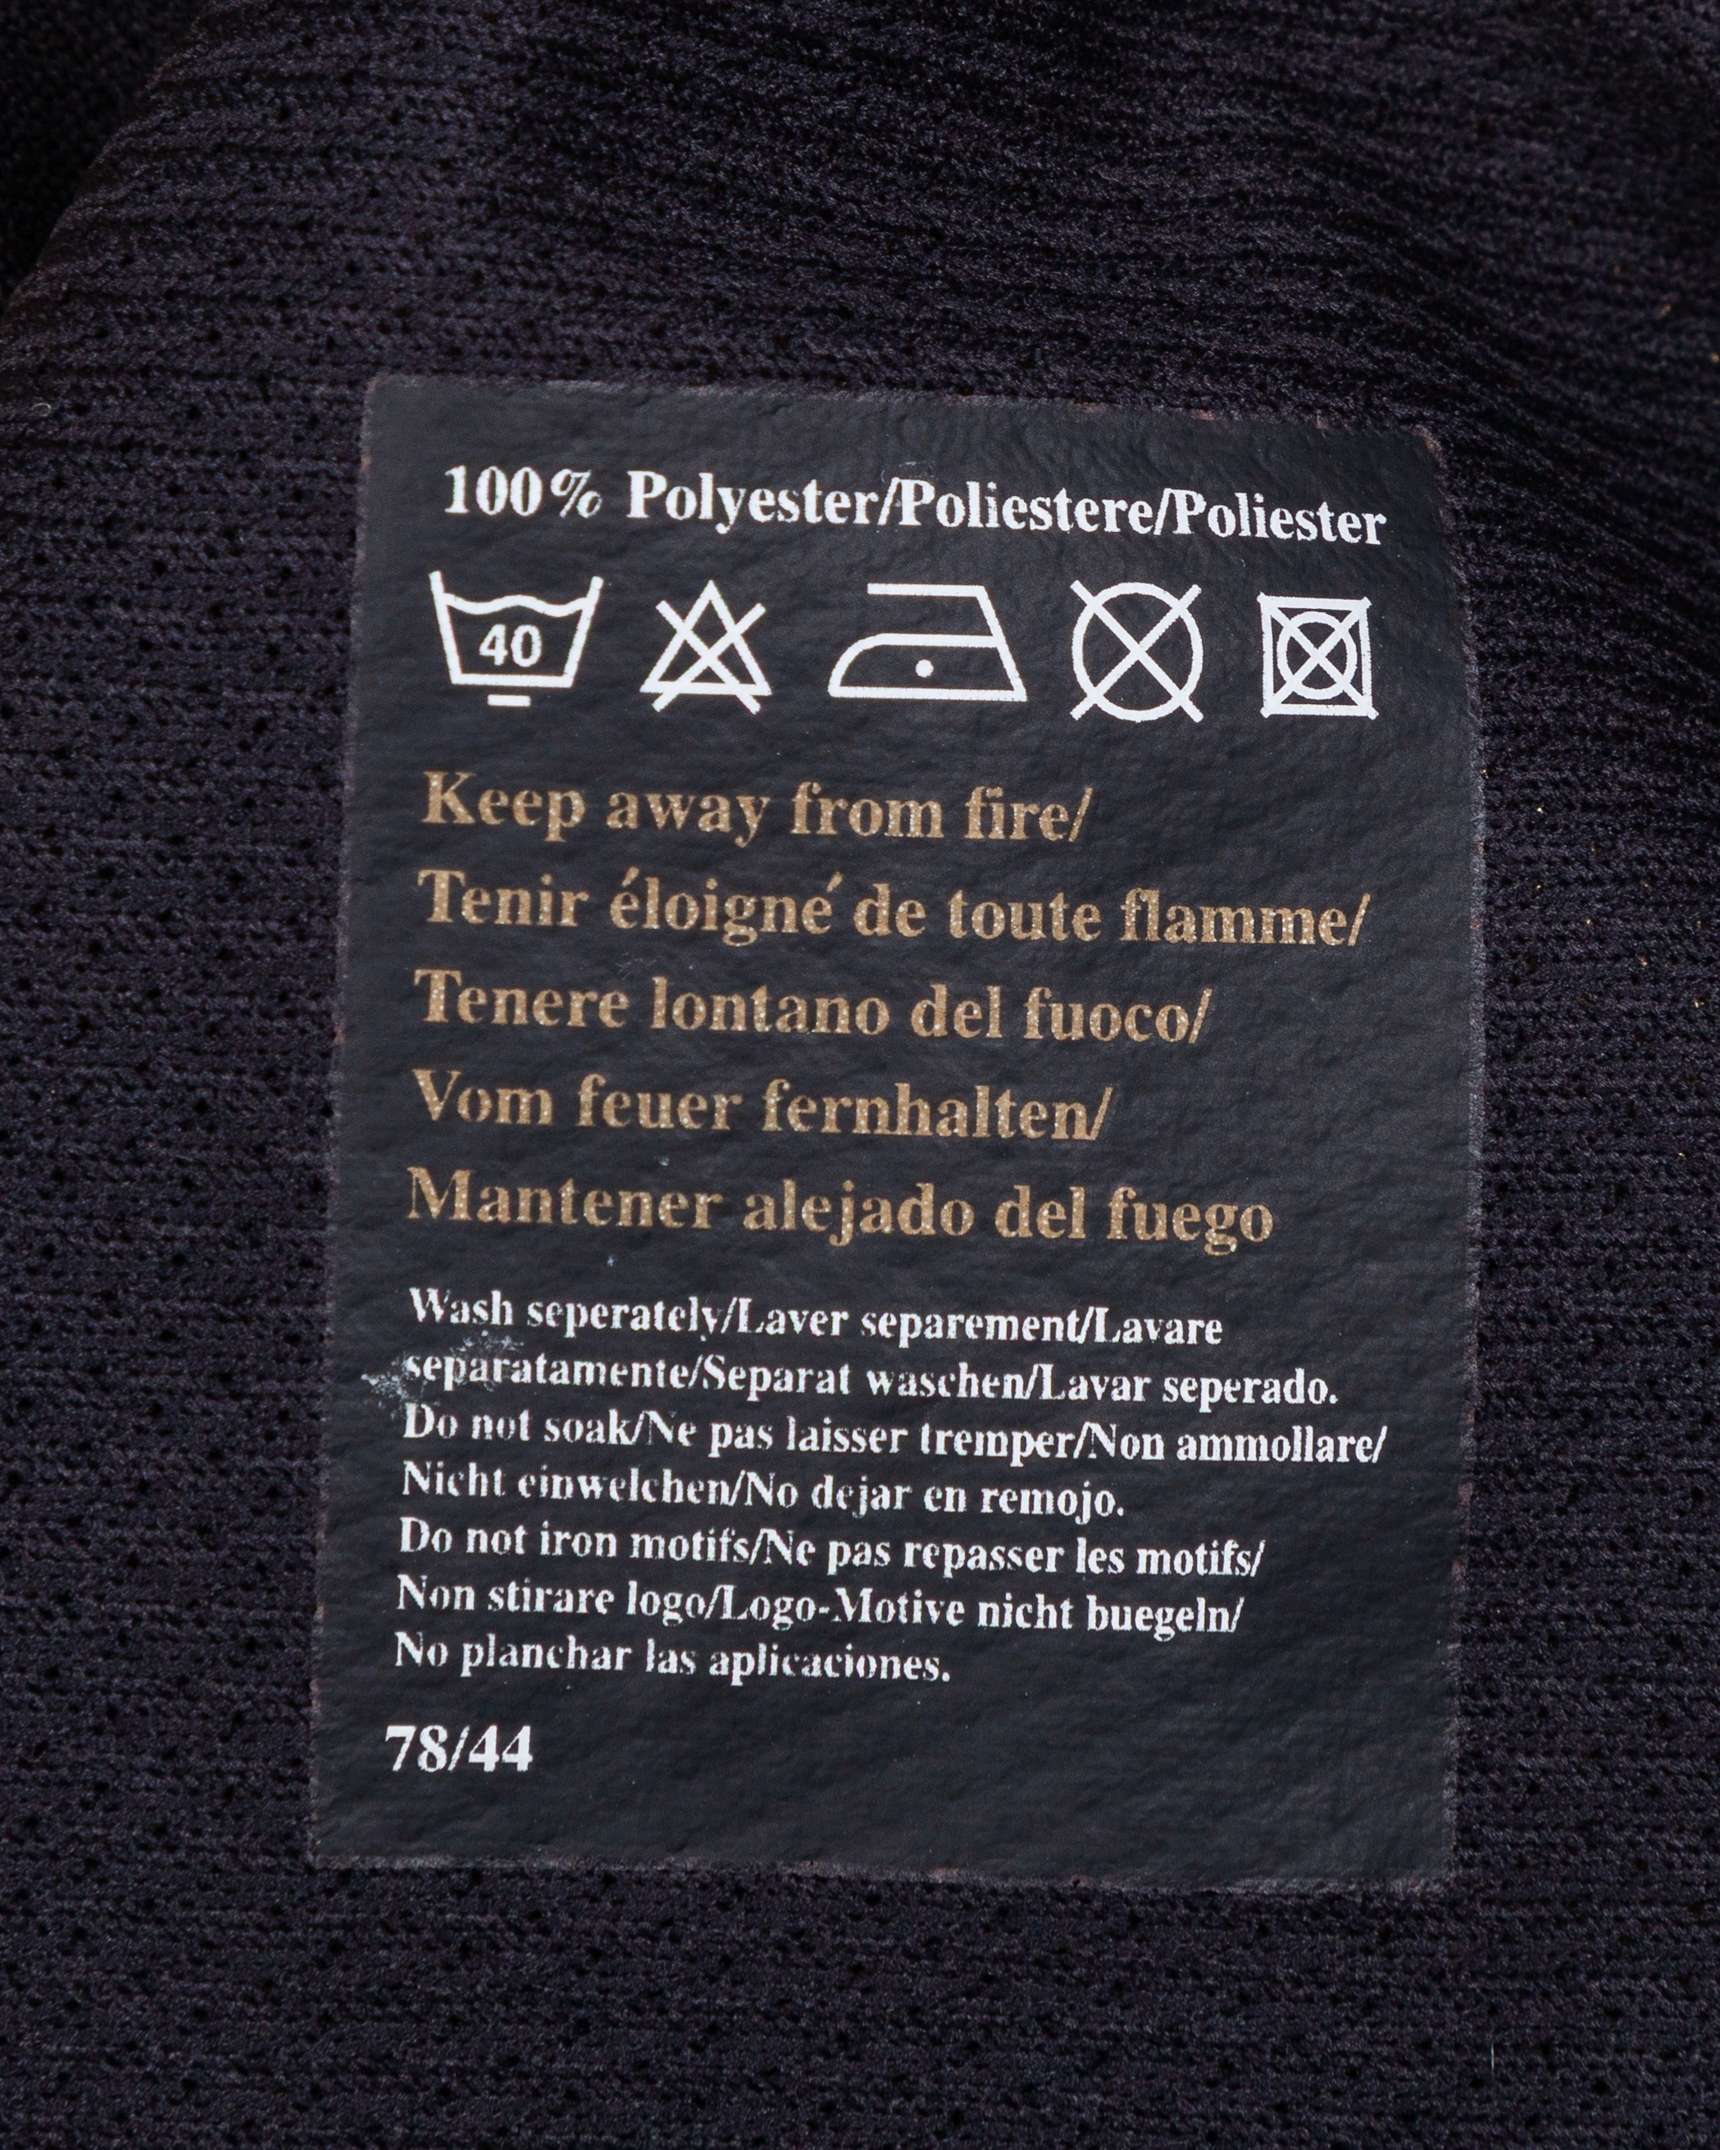 100% Polyester/Poliestere/Poliester
40
Keep away from fire/
Tenir éloigné de toute flamme/
Tenere lontano del fuoco/
Vom feuer fernhalten/
Mantener alejado del fuego
Wash seperately/Laver separement/Lavare
separatamente/Separat waschen/Lavar seperado.
Do not soak/Ne pas laisser tremper/Non ammollare/
Nicht einwelchen/No dejar en remojo.
Do not iron motifs/Ne pas repasser les motifs/
Non stirare logo/Logo-Motive nicht buegeln/
No planchar las aplicaciones.
78/44